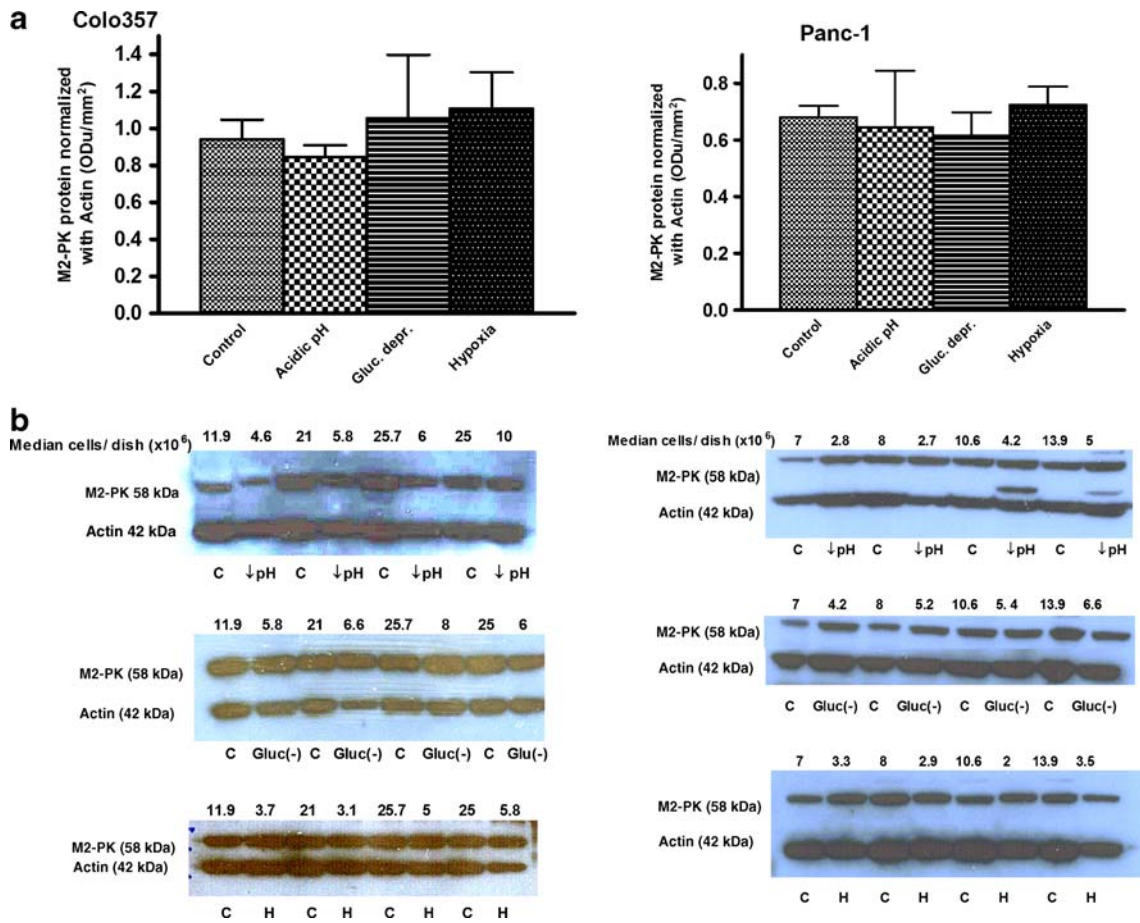 a
Colo357
M2-PK protein normalized
with Actin (ODu/mm²)
1.4
1.2
1.0
0.8
0.6
0.4
0.2
0.0
Control
Acidic pH
Gluc. depr.
Hypoxia
Panc-1
M2-PK protein normalized
with Actin (ODu/mm²)
0.8
0.6
0.4
0.2
0.0
Control
Acidic pH
Gluc. depr.
Hypoxia
b
Median cells/ dish (x10⁶) 11.9 4.6 21 5.8 25.7 6 25 10
M2-PK 58 kDa
Actin 42 kDa
C ↓pH C ↓pH C ↓pH C ↓ pH
11.9 5.8 21 6.6 25.7 8 25 6
M2-PK (58 kDa)
Actin (42 kDa)
C Gluc(-) C Gluc(-) C Gluc(-) C Glu(-)
11.9 3.7 21 3.1 25.7 5 25 5.8
M2-PK (58 kDa)
Actin (42 kDa)
C H C H C H C H
Median cells/ dish (x10⁶) 7 2.8 8 2.7 10.6 4.2 13.9 5
M2-PK (58 kDa)
Actin (42 kDa)
C ↓pH C ↓pH C ↓pH C ↓pH
7 4.2 8 5.2 10.6 5. 4 13.9 6.6
M2-PK (58 kDa)
Actin (42 kDa)
C Gluc(-) C Gluc(-) C Gluc(-) C Gluc(-)
7 3.3 8 2.9 10.6 2 13.9 3.5
M2-PK (58 kDa)
Actin (42 kDa)
C H C H C H C H